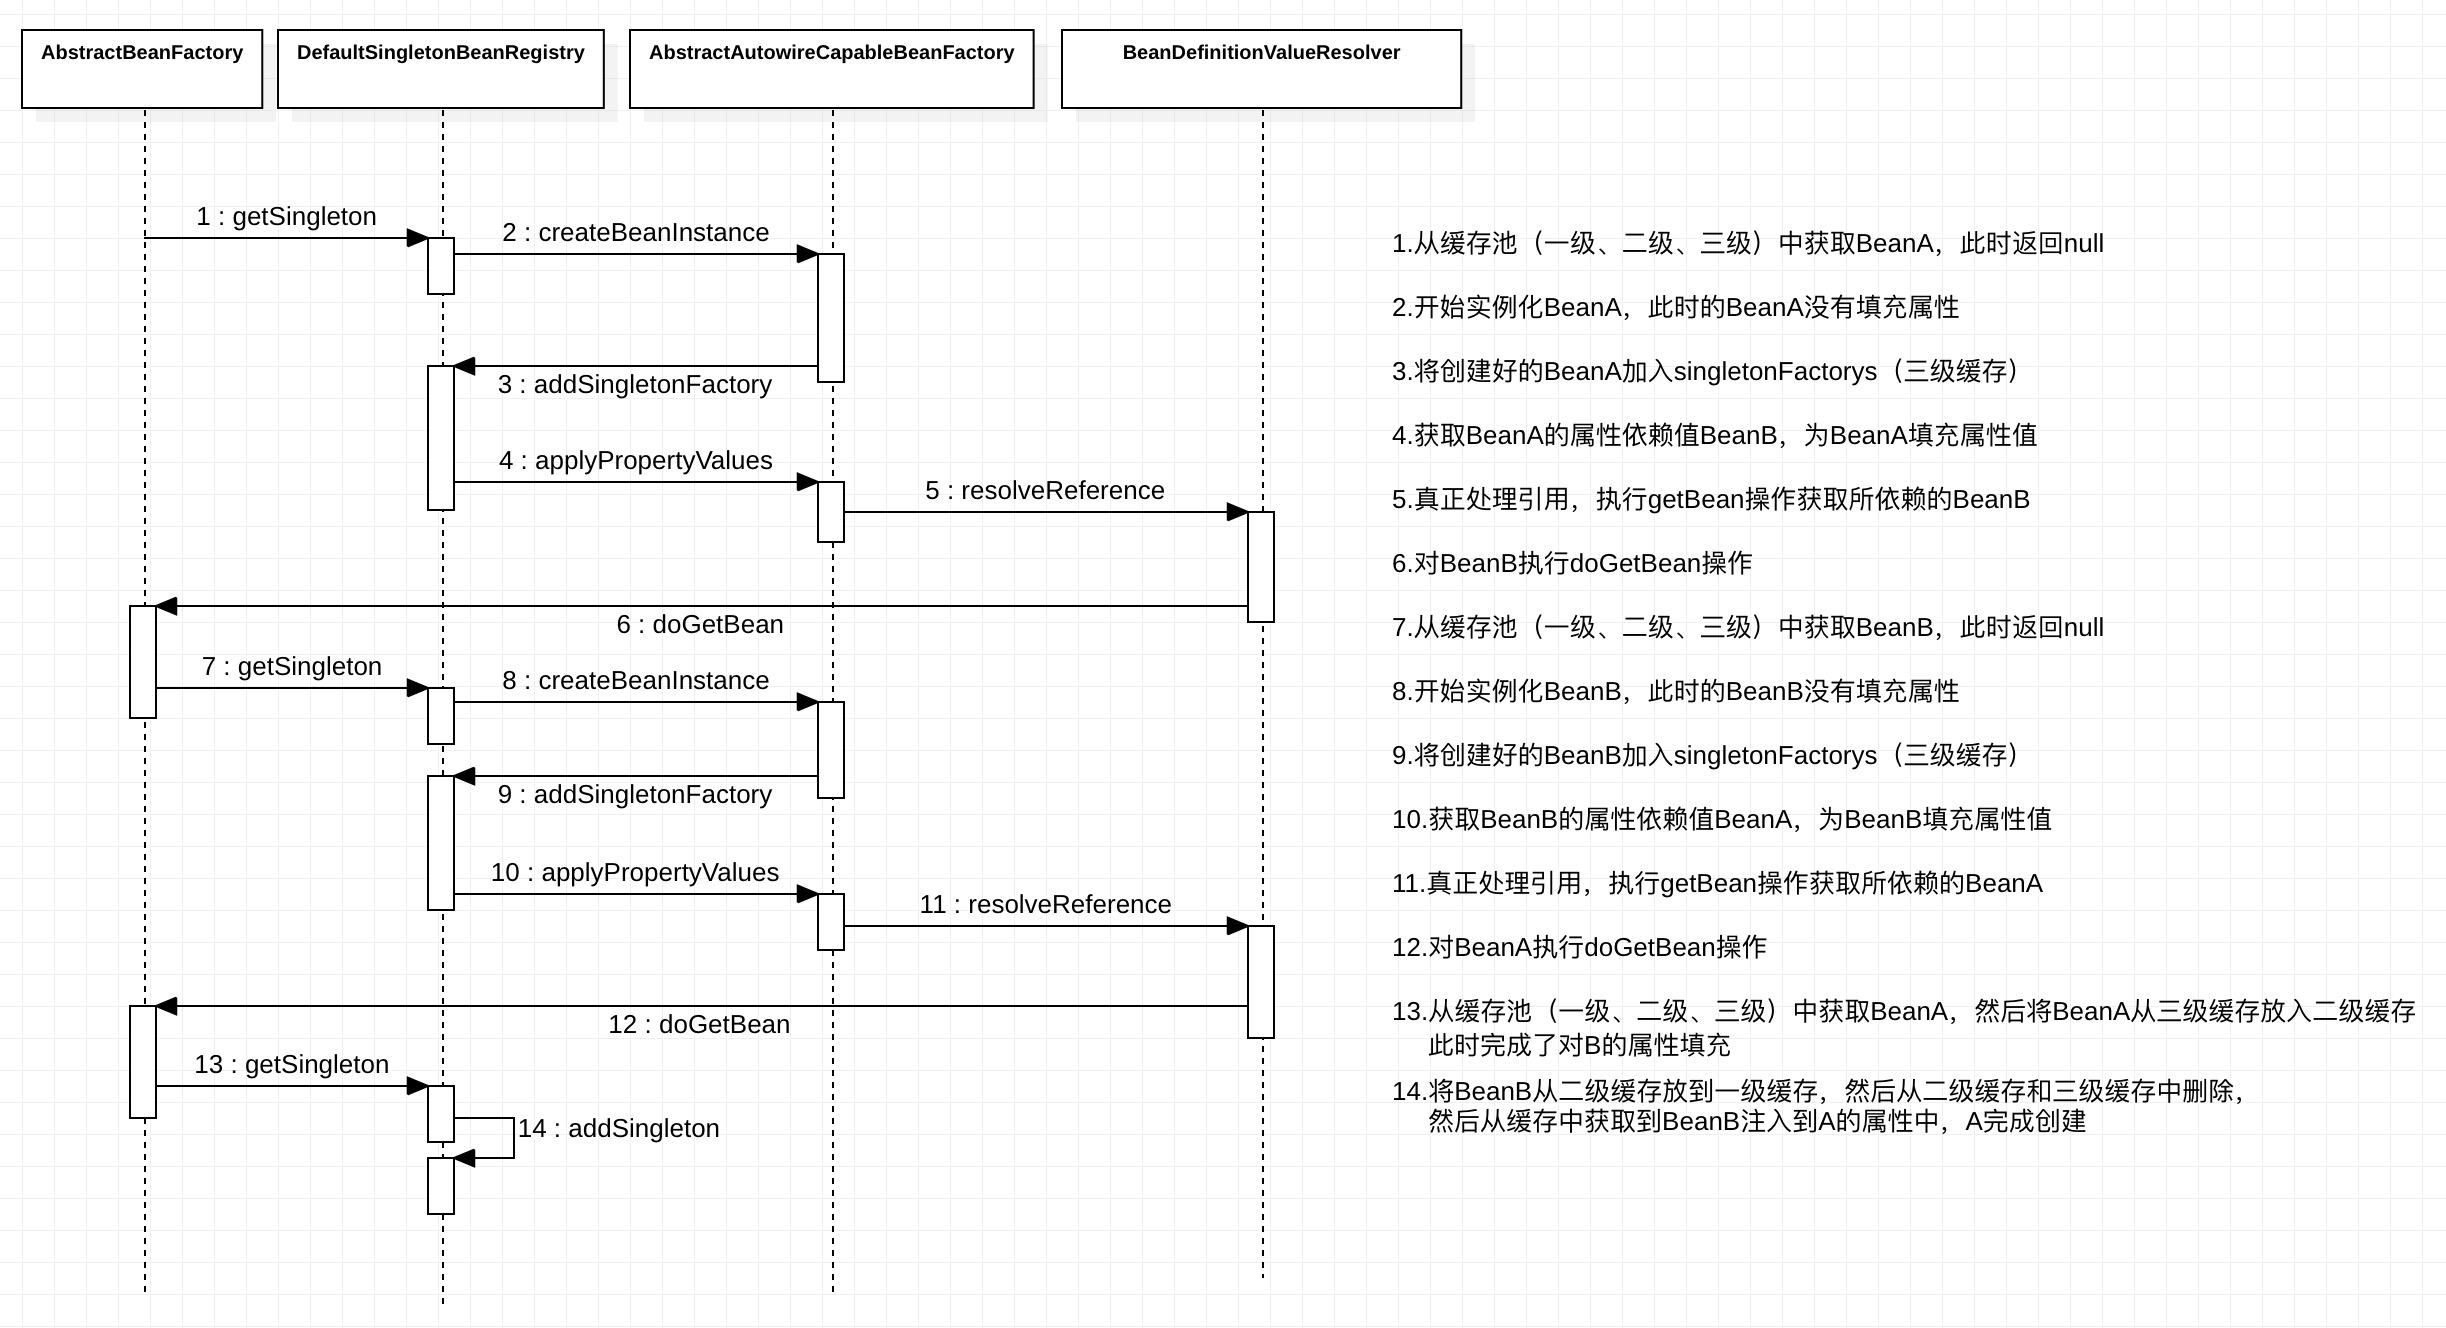 AbstractBeanFactory
DefaultSingletonBeanRegistry
AbstractAutowireCapableBeanFactory
BeanDefinitionValueResolver
1 : getSingleton
2 : createBeanInstance
3 : addSingletonFactory
4 : applyPropertyValues
5 : resolveReference
6 : doGetBean
7 : getSingleton
8 : createBeanInstance
9 : addSingletonFactory
10 : applyPropertyValues
11 : resolveReference
12 : doGetBean
13 : getSingleton
14 : addSingleton
1.从缓存池（一级、二级、三级）中获取BeanA，此时返回null
2.开始实例化BeanA，此时的BeanA没有填充属性
3.将创建好的BeanA加入singletonFactorys（三级缓存）
4.获取BeanA的属性依赖值BeanB，为BeanA填充属性值
5.真正处理引用，执行getBean操作获取所依赖的BeanB
6.对BeanB执行doGetBean操作
7.从缓存池（一级、二级、三级）中获取BeanB，此时返回null
8.开始实例化BeanB，此时的BeanB没有填充属性
9.将创建好的BeanB加入singletonFactorys（三级缓存）
10.获取BeanB的属性依赖值BeanA，为BeanB填充属性值
11.真正处理引用，执行getBean操作获取所依赖的BeanA
12.对BeanA执行doGetBean操作
13.从缓存池（一级、二级、三级）中获取BeanA，然后将BeanA从三级缓存放入二级缓存
此时完成了对B的属性填充
14.将BeanB从二级缓存放到一级缓存，然后从二级缓存和三级缓存中删除，
然后从缓存中获取到BeanB注入到A的属性中，A完成创建